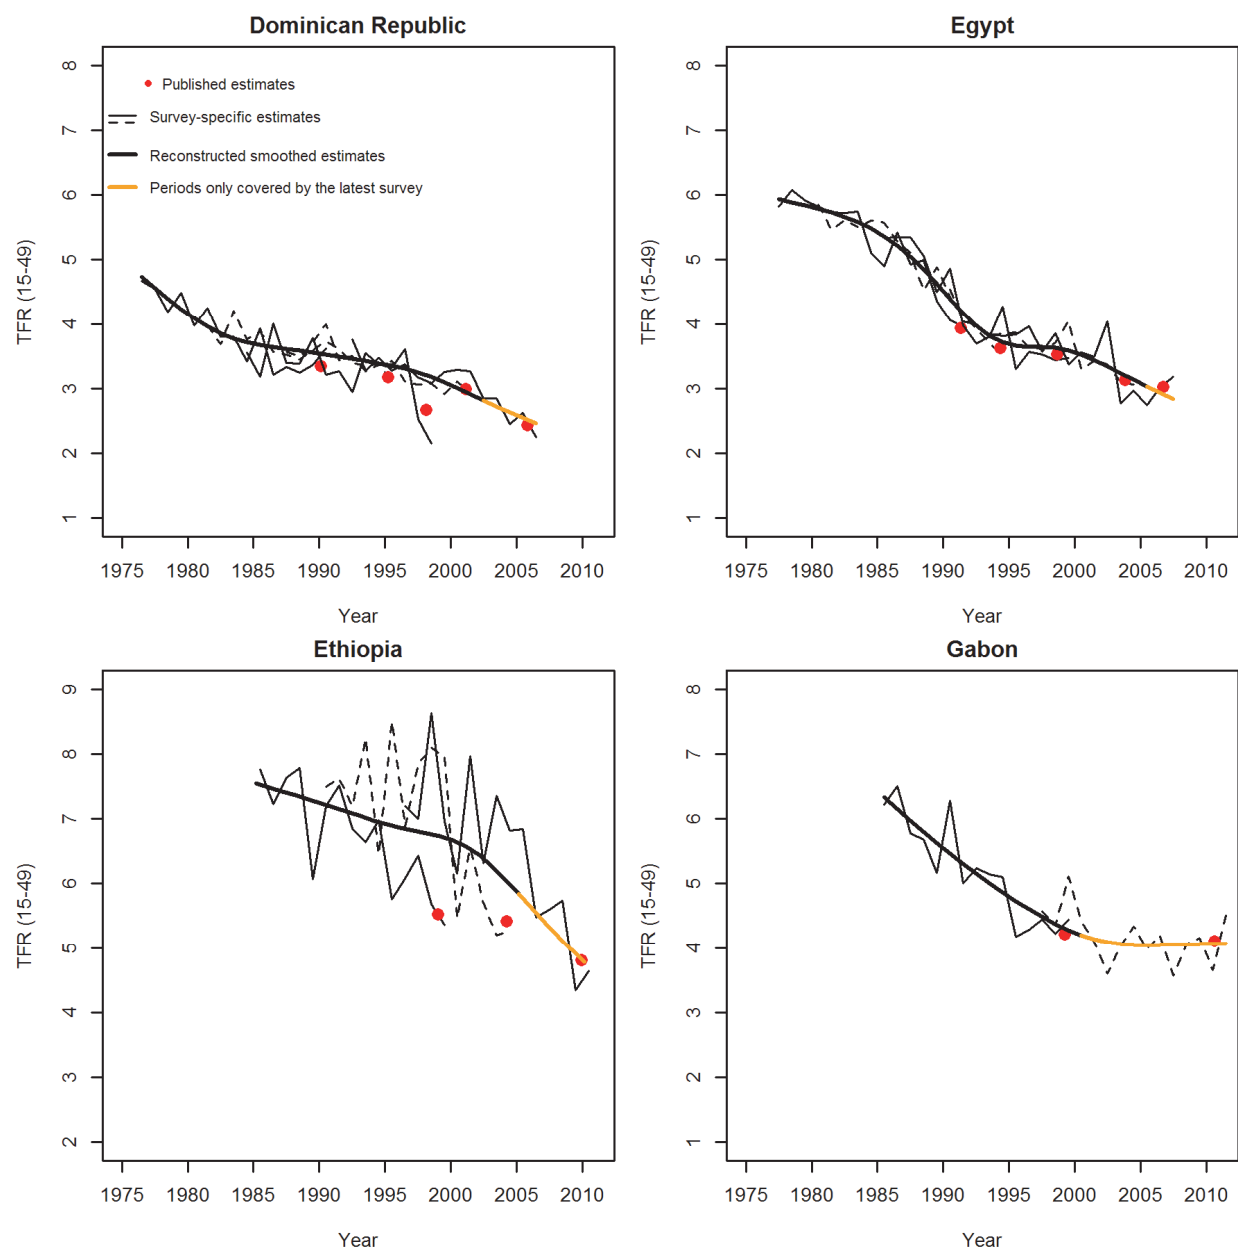 Dominican Republic
8
7
6
5
4
3
2
1
TFR (15-49)
Published estimates
Survey-specific estimates
Reconstructed smoothed estimates
Periods only covered by the latest survey
1975 1980 1985 1990 1995 2000 2005 2010
Year
Egypt
8
7
6
5
4
3
2
1
TFR (15-49)
1975 1980 1985 1990 1995 2000 2005 2010
Year
Ethiopia
9
8
7
6
5
4
3
2
TFR (15-49)
1975 1980 1985 1990 1995 2000 2005 2010
Year
Gabon
8
7
6
5
4
3
2
1
TFR (15-49)
1975 1980 1985 1990 1995 2000 2005 2010
Year